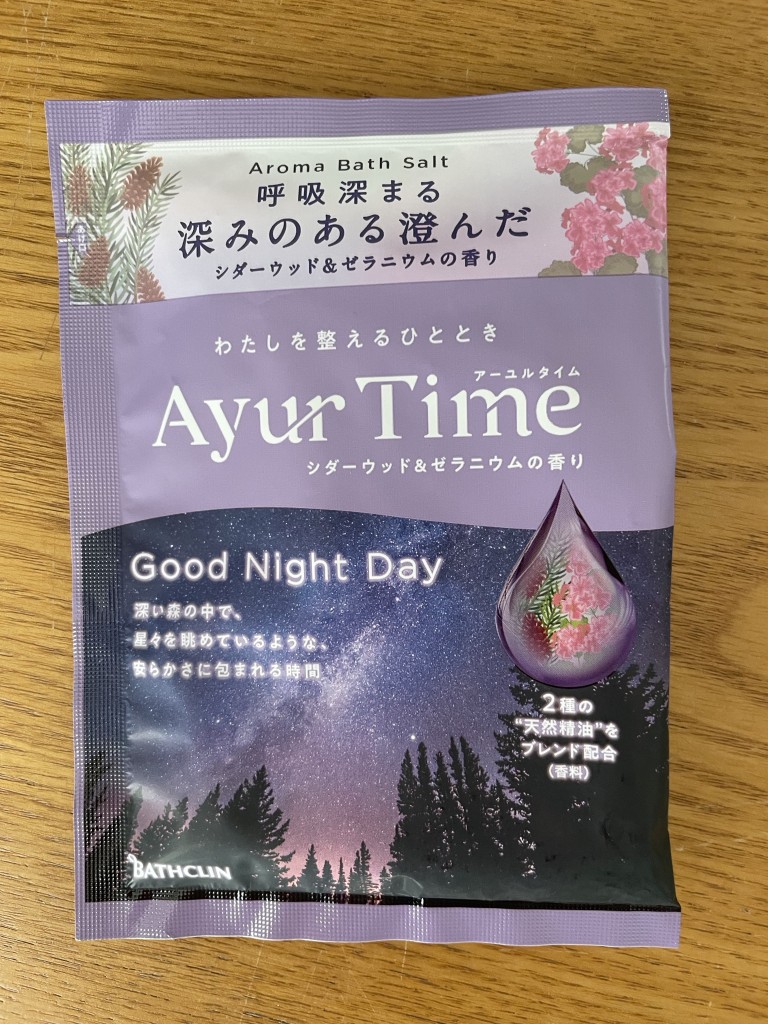 Aroma Bath Salt
呼吸深まる
深みのある澄んだ
シダーウッド&ゼラニウムの香り
わたしを整えるひととき
アーユルタイム
Ayur Time
シダーウッド&ゼラニウムの香り
Good Night Day
深い森の中で、
星々を眺めているような、
安らかさに包まれる時間
2種の
“天然精油”を
ブレンド配合
(香料)
BATHCLIN